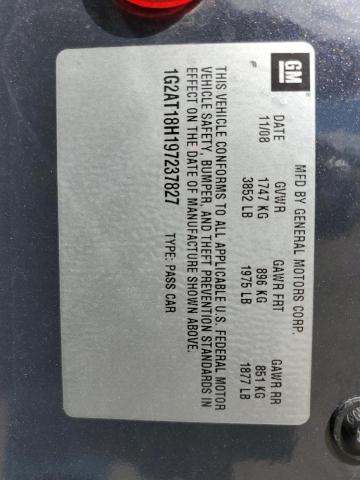 GM
MFD BY GENERAL MOTORS CORP.
DATE GVWR GAWR FRT GAWR RR
11/08 1747 KG 896 KG 851 KG
3852 LB 1975 LB 1877 LB
THIS VEHICLE CONFORMS TO ALL APPLICABLE U.S. FEDERAL MOTOR
VEHICLE SAFETY, BUMPER, AND THEFT PREVENTION STANDARDS IN
EFFECT ON THE DATE OF MANUFACTURE SHOWN ABOVE.
1G2AT18H197237827 TYPE: PASS CAR